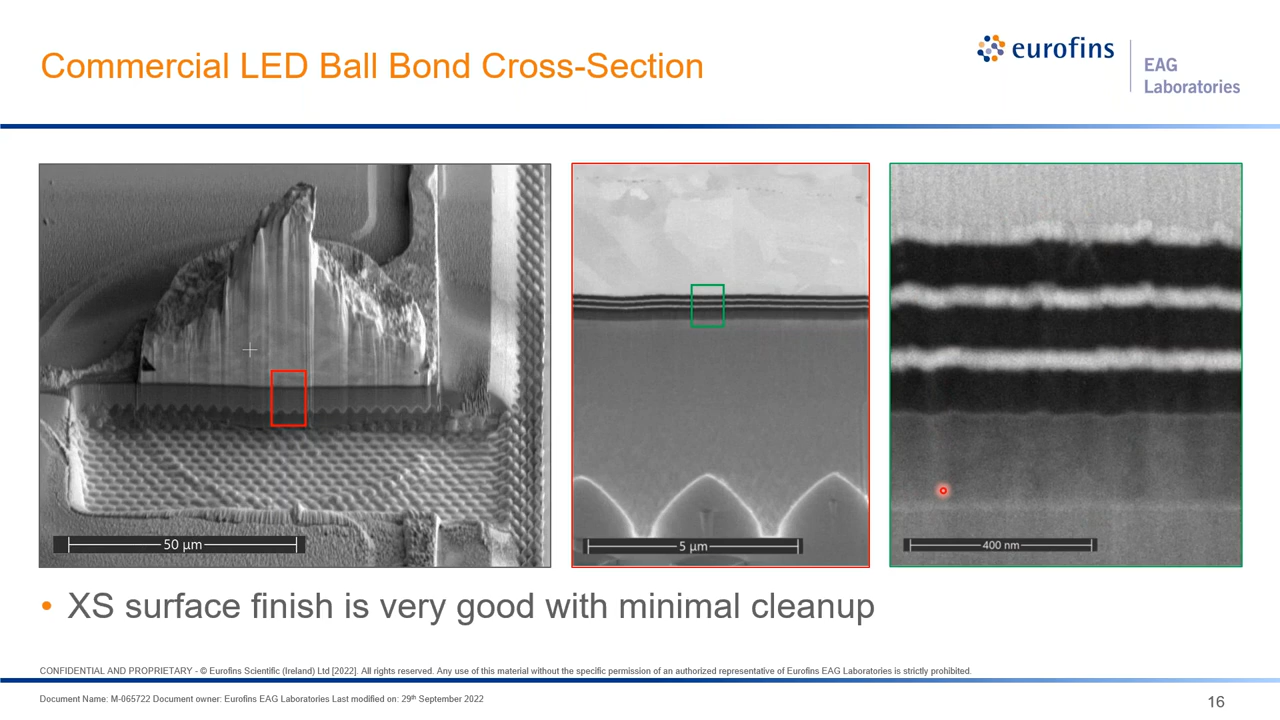 Commercial LED Ball Bond Cross-Section
eurofins
EAG
Laboratories
50 µm
5 µm
400 nm
• XS surface finish is very good with minimal cleanup
CONFIDENTIAL AND PROPRIETARY - © Eurofins Scientific (Ireland) Ltd [2022]. All rights reserved. Any use of this material without the specific permission of an authorized representative of Eurofins EAG Laboratories is strictly prohibited.
Document Name: M-065722 Document owner: Eurofins EAG Laboratories Last modified on: 29th September 2022
16